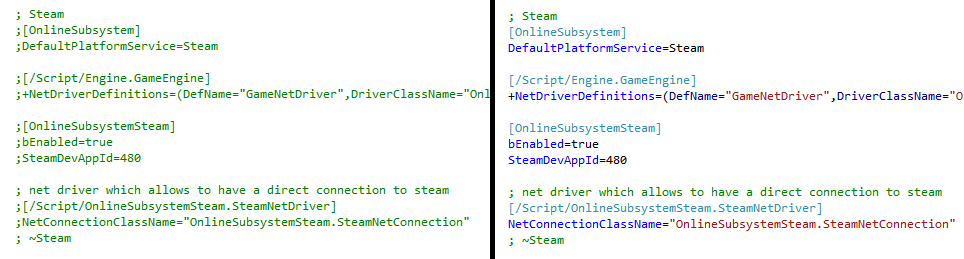 ; Steam
;[OnlineSubsystem]
;DefaultPlatformService=Steam
;[/Script/Engine.GameEngine]
;+NetDriverDefinitions=(DefName="GameNetDriver",DriverClassName="Onl
;[OnlineSubsystemSteam]
;bEnabled=true
;SteamDevAppId=480
; net driver which allows to have a direct connection to steam
;[/Script/OnlineSubsystemSteam.SteamNetDriver]
;NetConnectionClassName="OnlineSubsystemSteam.SteamNetConnection"
; ~Steam
; Steam
[OnlineSubsystem]
DefaultPlatformService=Steam
[/Script/Engine.GameEngine]
+NetDriverDefinitions=(DefName="GameNetDriver",DriverClassName="O
[OnlineSubsystemSteam]
bEnabled=true
SteamDevAppId=480
; net driver which allows to have a direct connection to steam
[/Script/OnlineSubsystemSteam.SteamNetDriver]
NetConnectionClassName="OnlineSubsystemSteam.SteamNetConnection"
; ~Steam